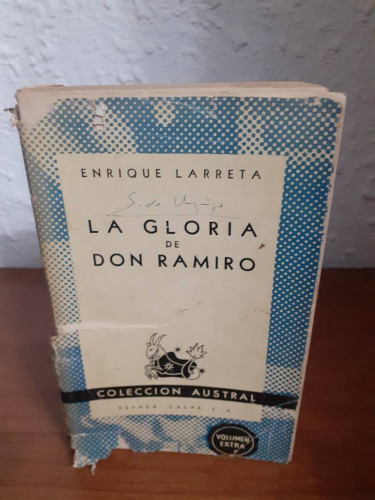 ENRIQUE LARRETA
LA GLORIA
DE
DON RAMIRO
COLECCION AUSTRAL
ESPASA CALPE S. A.
VOLUMEN
EXTRA